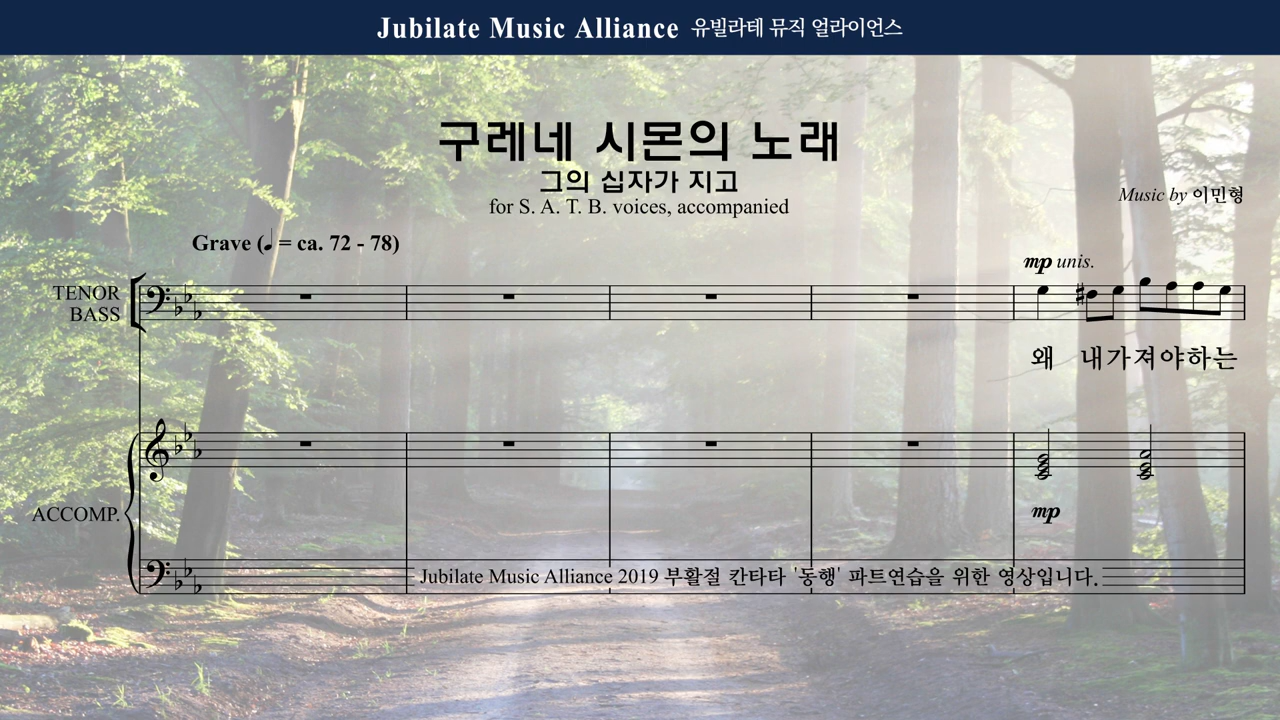 Jubilate Music Alliance 유빌라테 뮤직 얼라이언스
구레네 시몬의 노래
그의 십자가 지고
for S. A. T. B. voices, accompanied
Music by 이민형
Grave (♩ = ca. 72 - 78)
mp unis.
TENOR
BASS
왜 내가져야하는
ACCOMP.
mp
Jubilate Music Alliance 2019 부활절 칸타타 '동행' 파트연습을 위한 영상입니다.